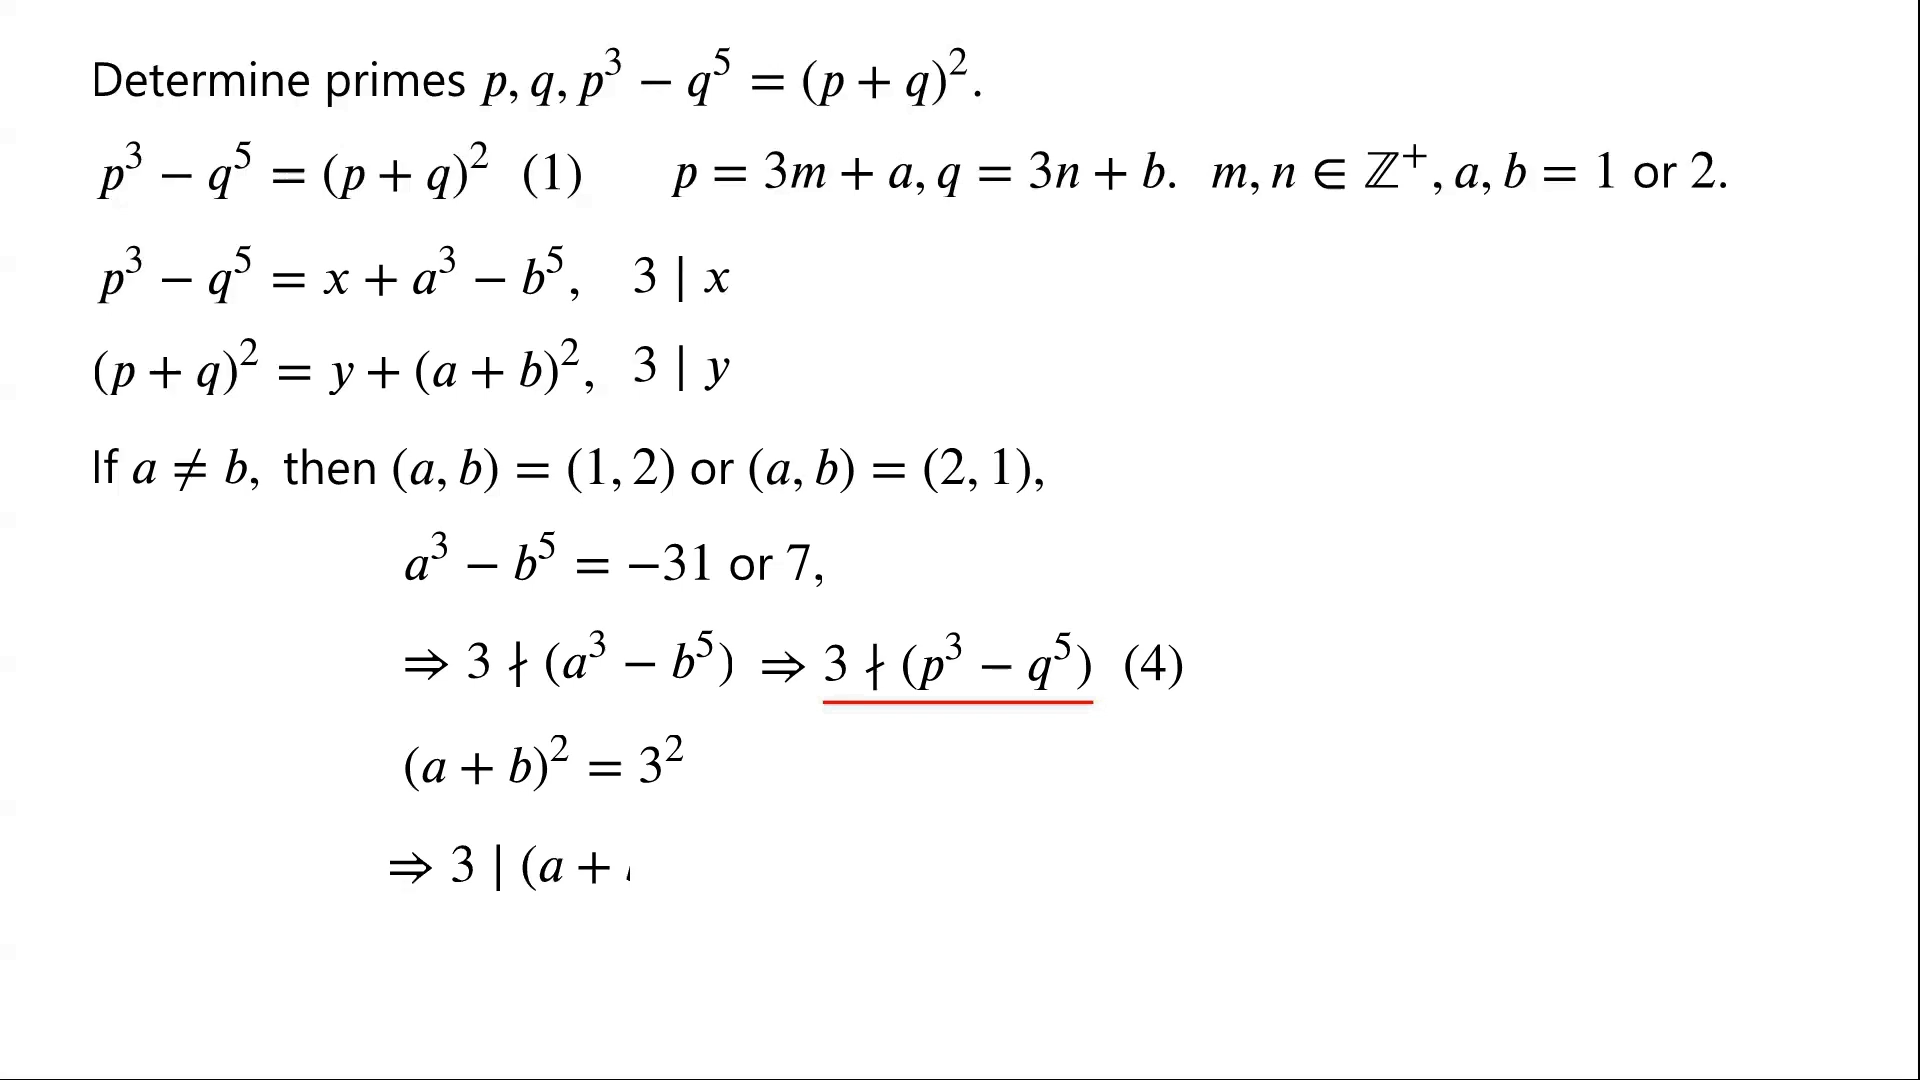 Determine primes p, q, p³ − q⁵ = (p + q)².
p³ − q⁵ = (p + q)² (1) p = 3m + a, q = 3n + b. m, n ∈ ℤ⁺, a, b = 1 or 2.
p³ − q⁵ = x + a³ − b⁵, 3 | x
(p + q)² = y + (a + b)², 3 | y
If a ≠ b, then (a, b) = (1, 2) or (a, b) = (2, 1),
a³ − b⁵ = −31 or 7,
⇒ 3 ∤ (a³ − b⁵) ⇒ 3 ∤ (p³ − q⁵) (4)
(a + b)² = 3²
⇒ 3 | (a +